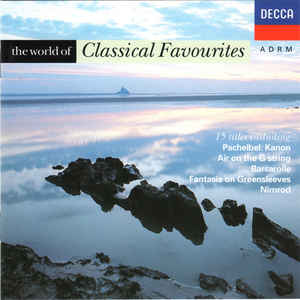 DECCA
the world of Classical Favourites
A D R M
15 titles including
Pachelbel: Kanon
Air on the G string
Barcarolle
Fantasia on Greensleeves
Nimrod